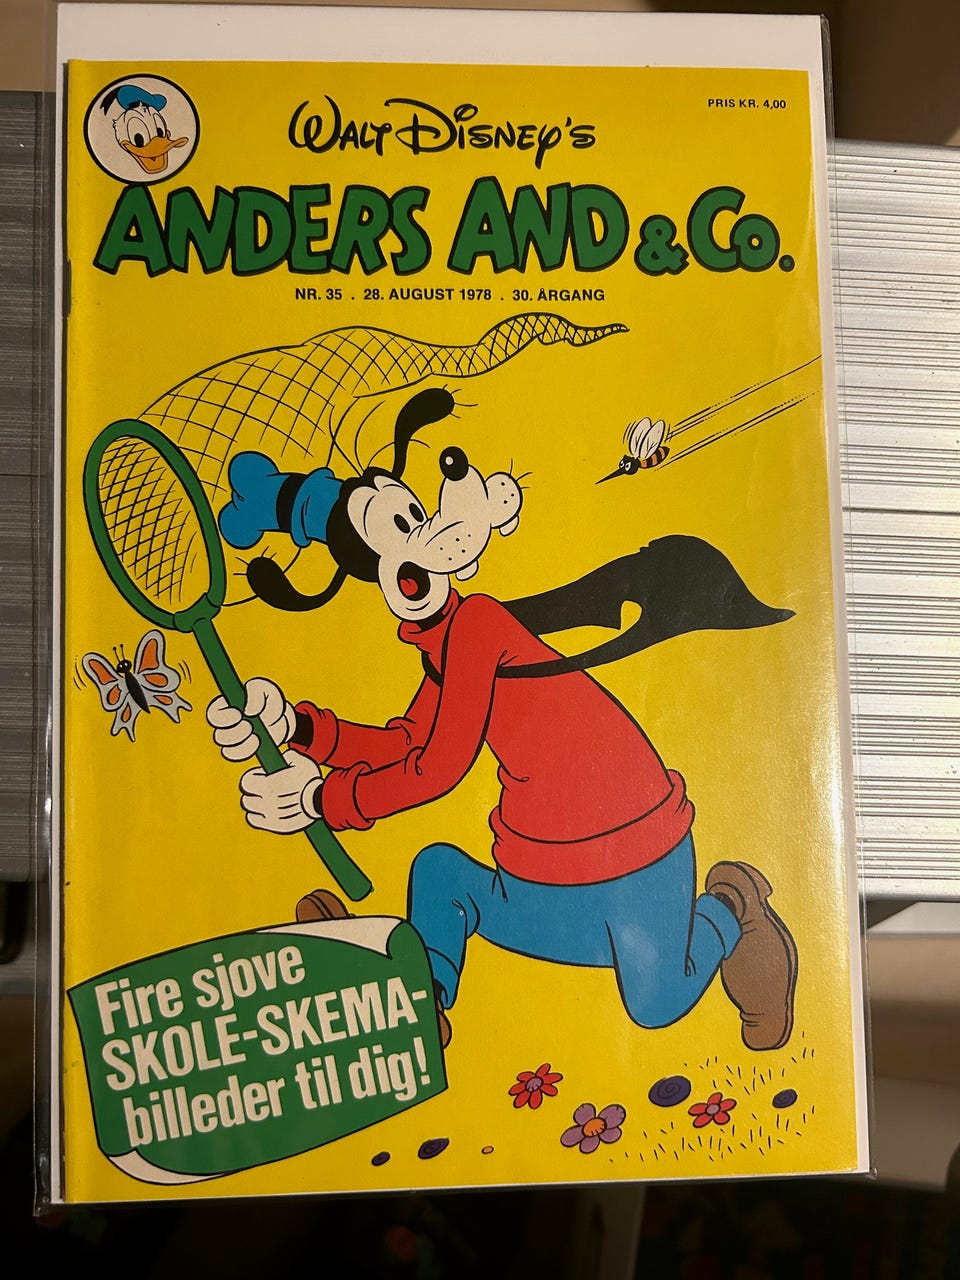 PRIS KR. 4,00
WALT DISNEY'S
ANDERS AND & CO.
NR. 35 . 28. AUGUST 1978 . 30. ÅRGANG
Fire sjove
SKOLE-SKEMA-
billeder til dig!